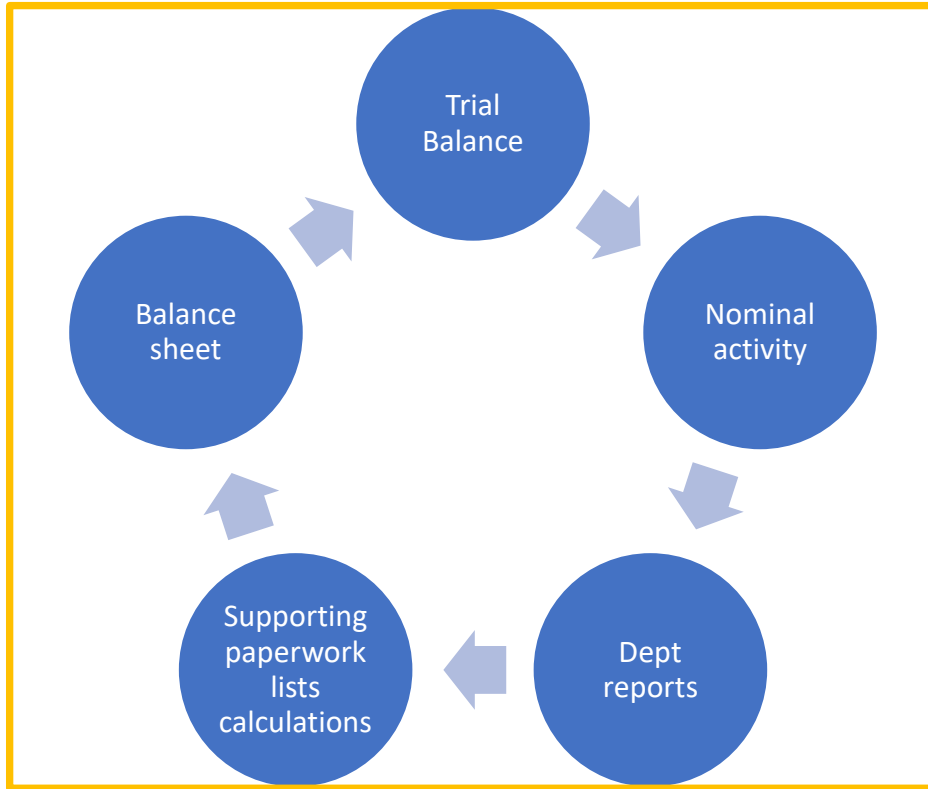 Trial
Balance
Nominal
activity
Dept
reports
Supporting
paperwork
lists
calculations
Balance
sheet